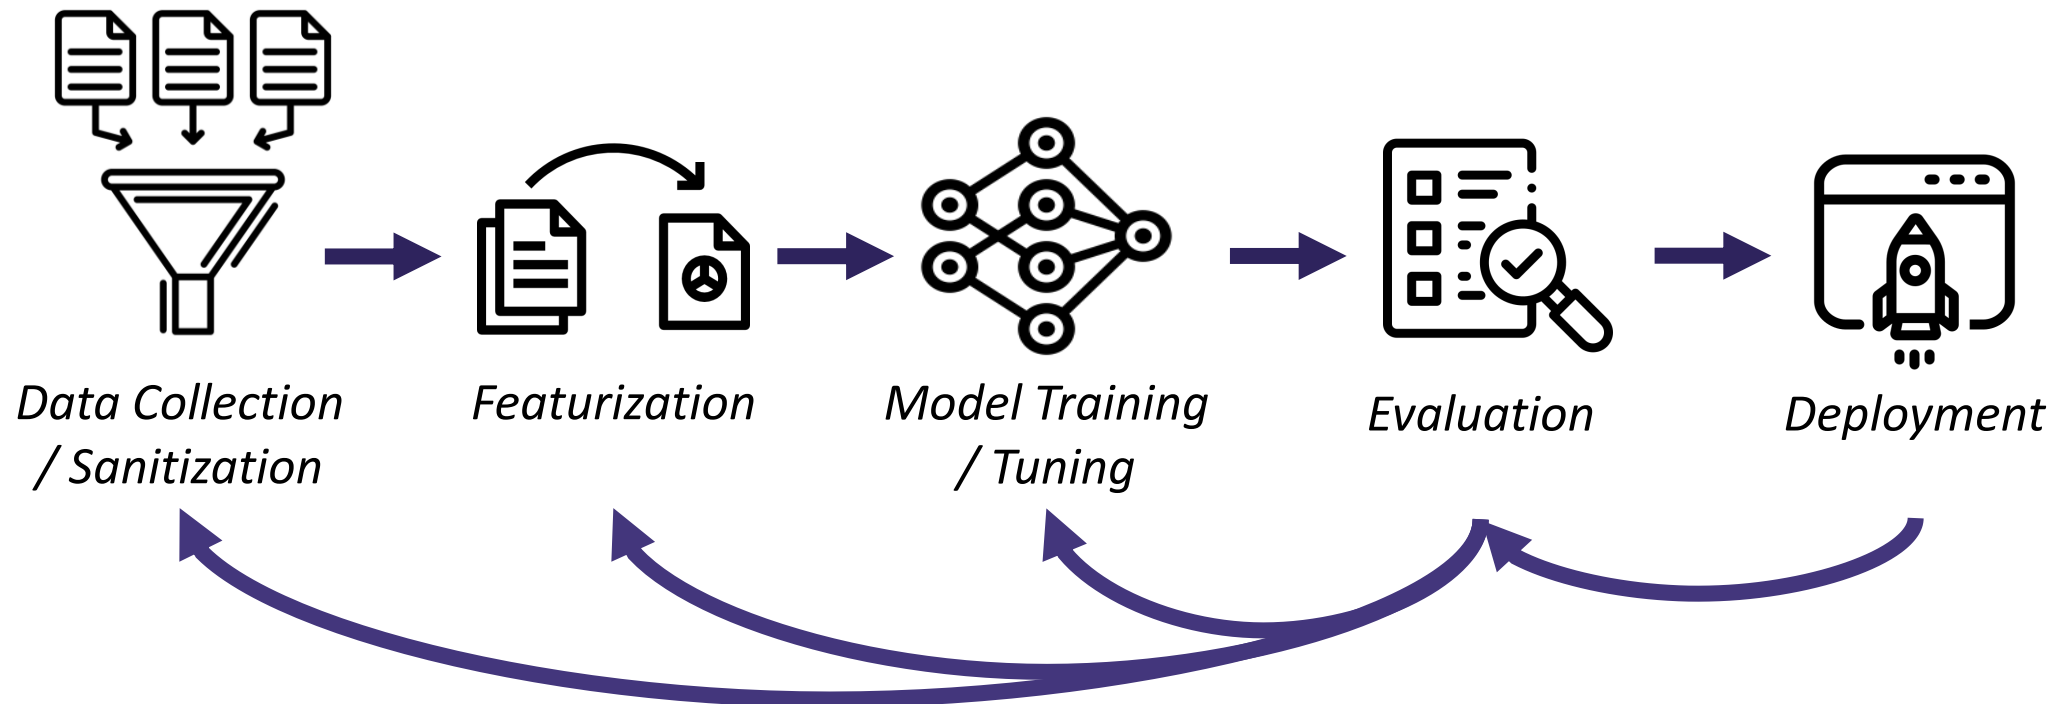 Data Collection
/ Sanitization
Featurization
Model Training
/ Tuning
Evaluation
Deployment